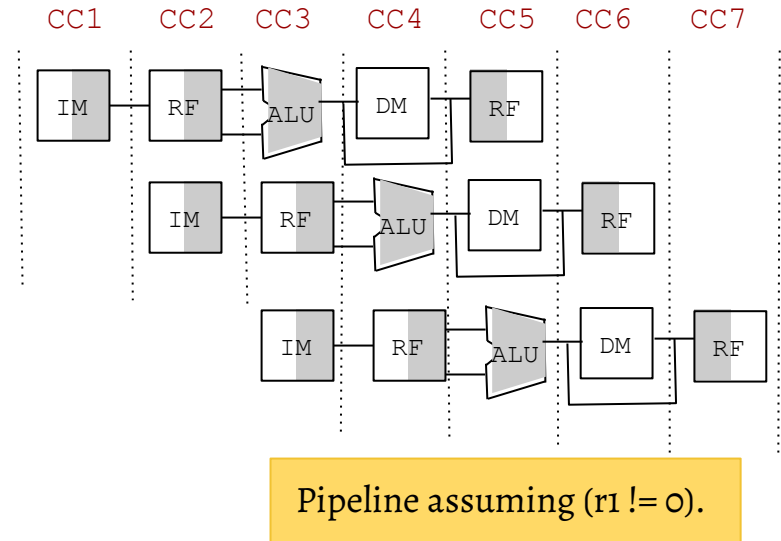 CC1 CC2 CC3 CC4 CC5 CC6 CC7
IM RF ALU DM RF
IM RF ALU DM RF
IM RF ALU DM RF
Pipeline assuming (r1 != 0).